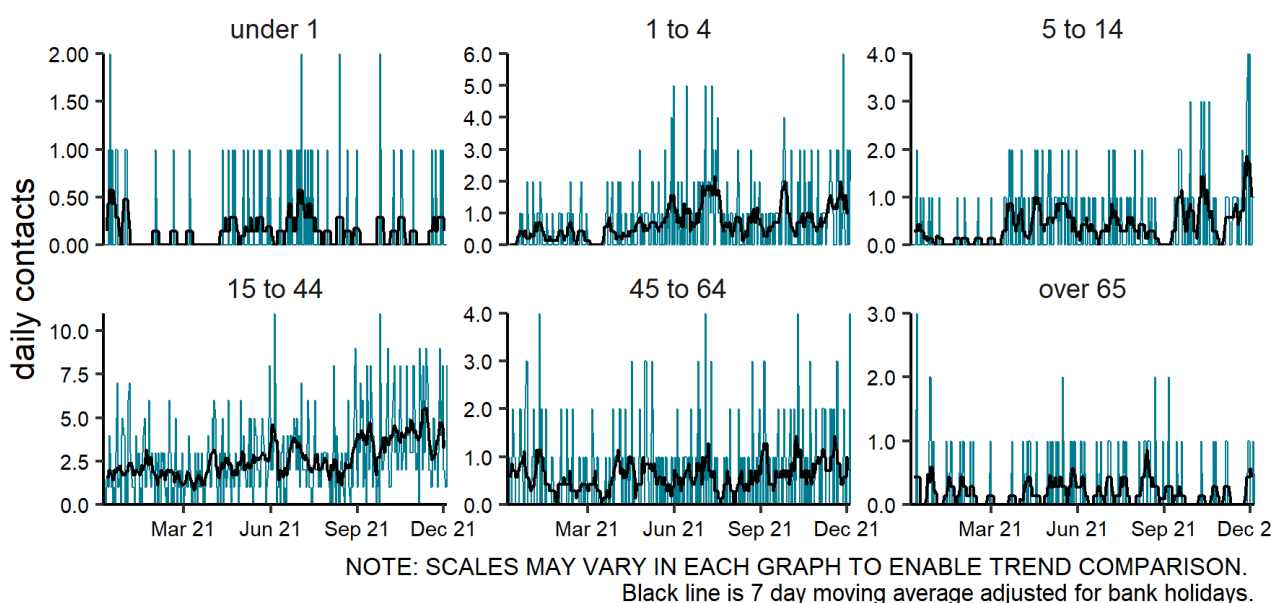 under 1
1 to 4
5 to 14
2.00
1.50
1.00
0.50
0.00
6.0
5.0
4.0
3.0
2.0
1.0
0.0
4.0
3.0
2.0
1.0
0.0
daily contacts
15 to 44
45 to 64
over 65
10.0
7.5
5.0
2.5
0.0
4.0
3.0
2.0
1.0
0.0
3.0
2.0
1.0
0.0
Mar 21 Jun 21 Sep 21 Dec 21
Mar 21 Jun 21 Sep 21 Dec 21
Mar 21 Jun 21 Sep 21 Dec 2
NOTE: SCALES MAY VARY IN EACH GRAPH TO ENABLE TREND COMPARISON.
Black line is 7 day moving average adjusted for bank holidays.